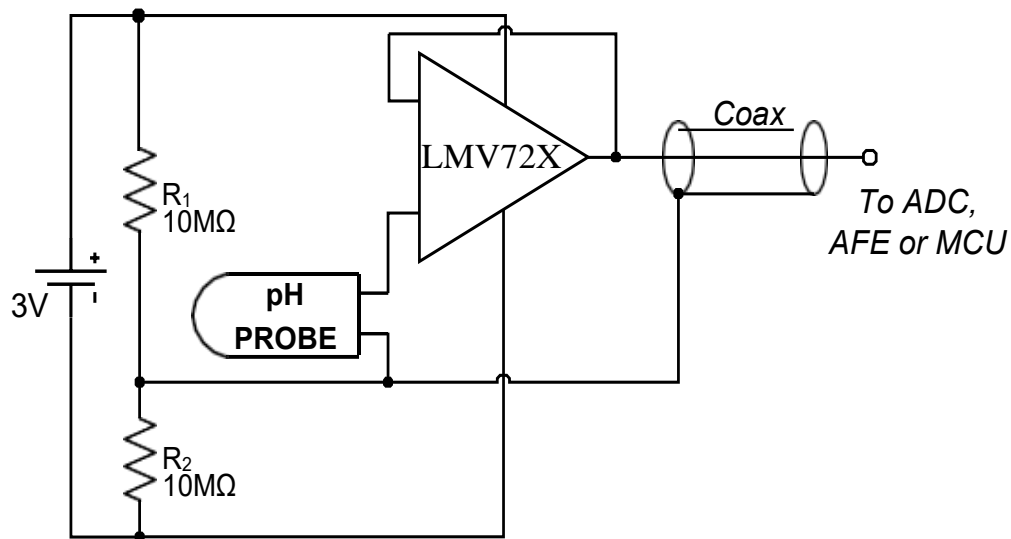 Coax
LMV72X
R₁
10MΩ
To ADC,
AFE or MCU
+
-
3V
pH
PROBE
R₂
10MΩ